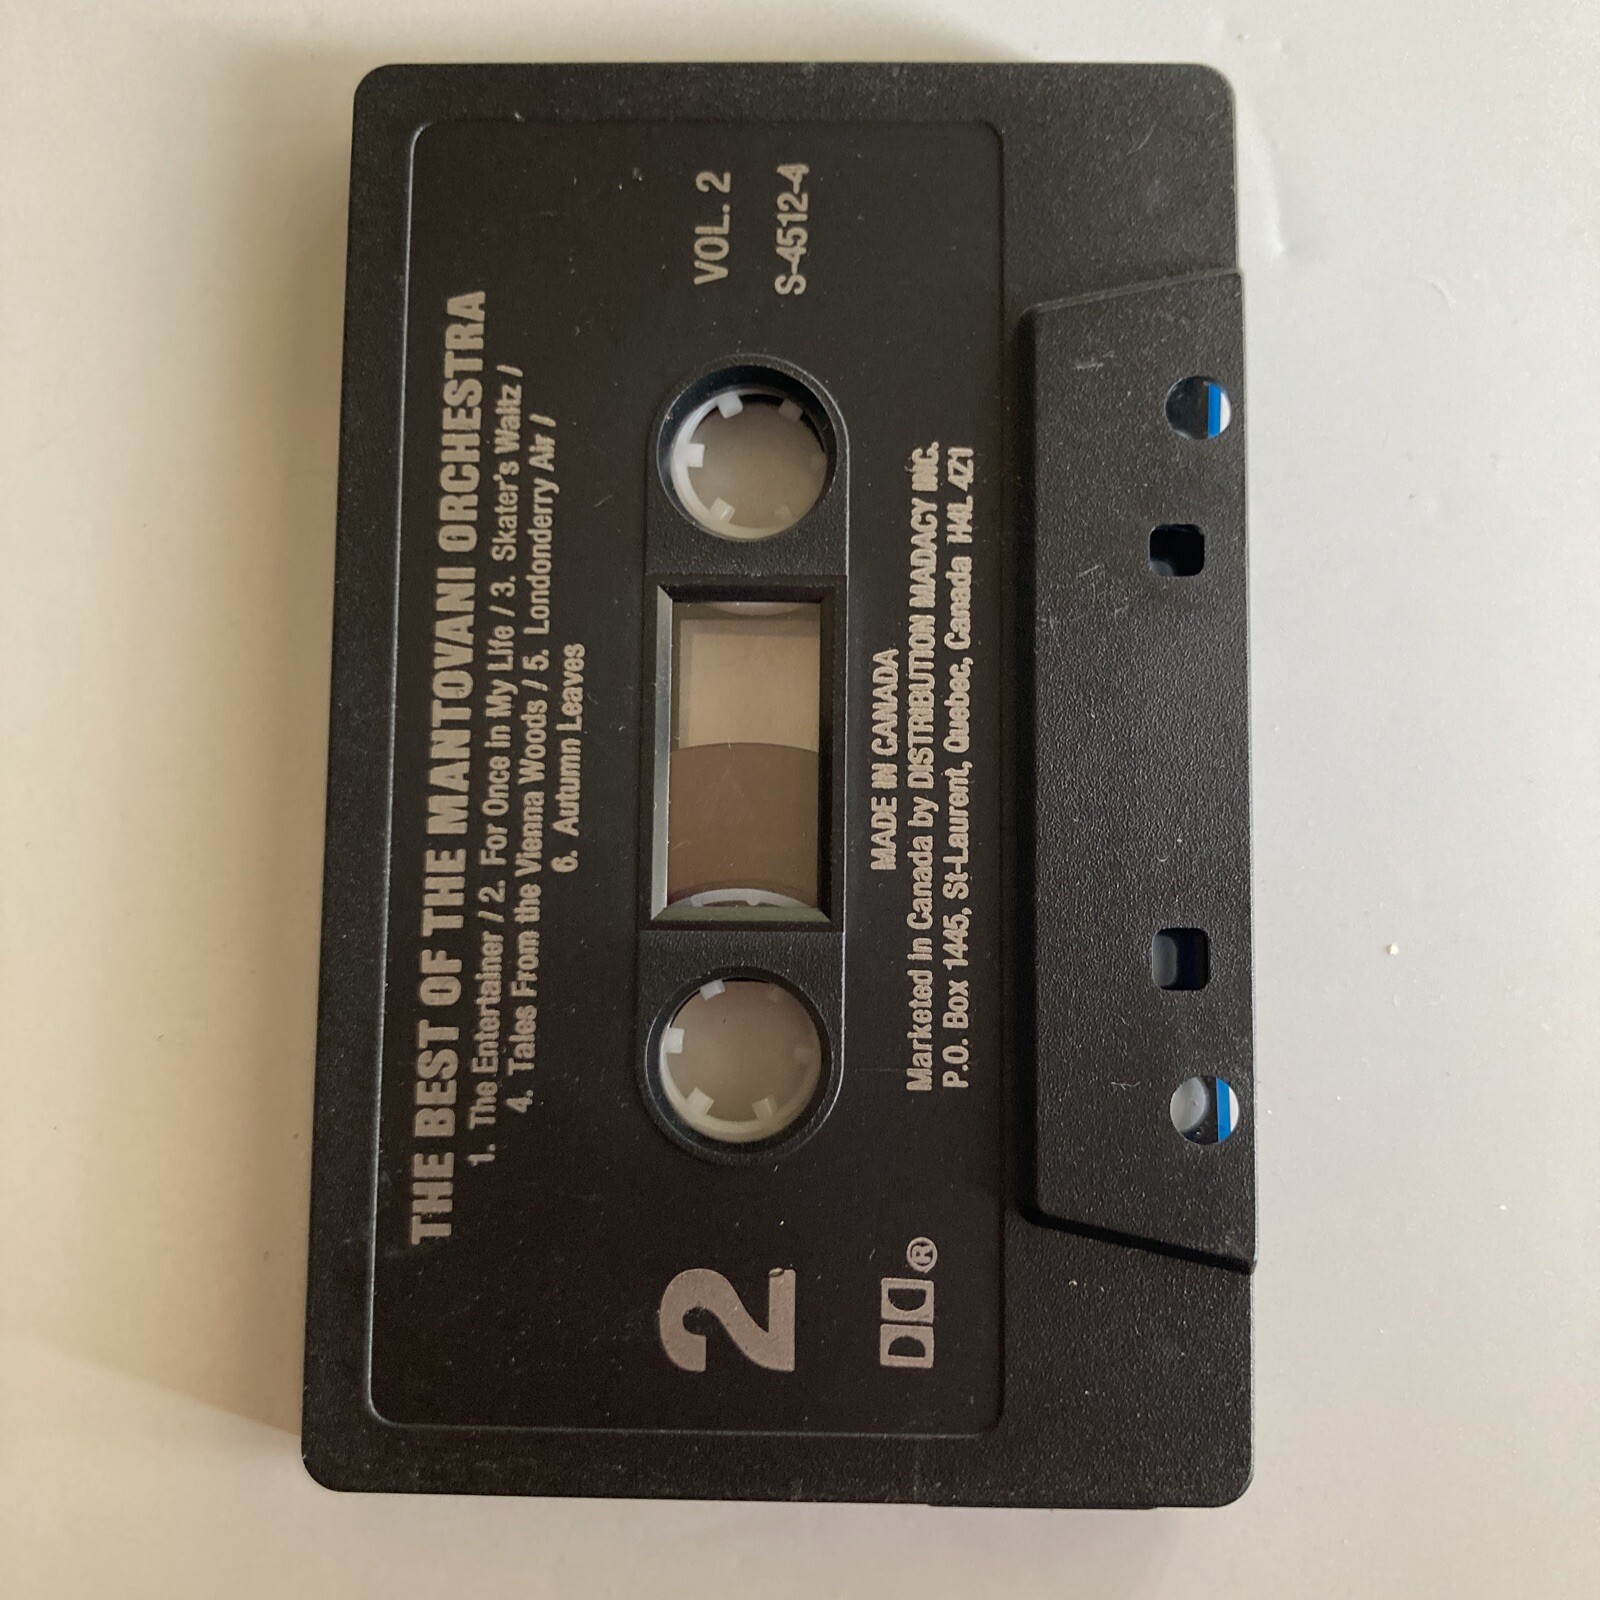 THE BEST OF THE MANTOVANI ORCHESTRA
1. The Entertainer / 2. For Once in My Life / 3. Skater's Waltz /
4. Tales From the Vienna Woods / 5. Londonderry Air /
6. Autumn Leaves
2
VOL. 2
S-4512-4
MADE IN CANADA
Marketed in Canada by DISTRIBUTION MADACY INC.
P.O. Box 1445, St-Laurent, Quebec, Canada H4L 4Z1
®